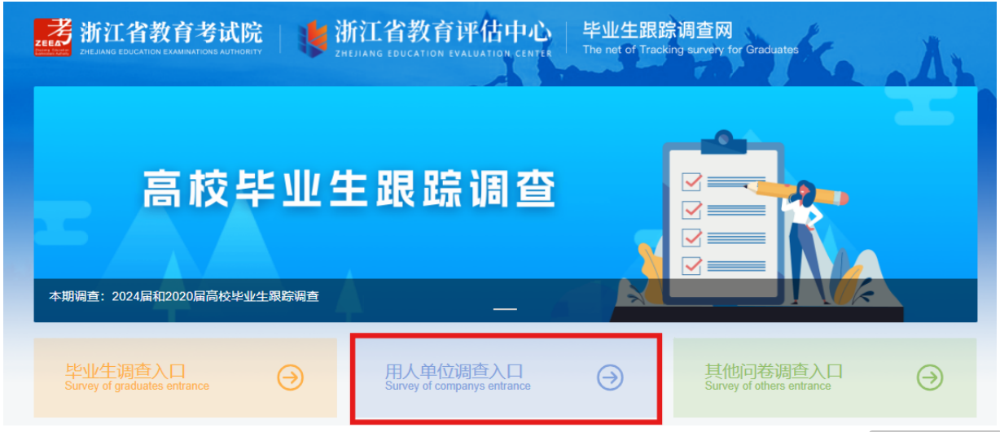 考
ZEEA
浙江省教育考试院
ZHEJIANG EDUCATION EXAMINATIONS AUTHORITY
浙江省教育评估中心
ZHEJIANG EDUCATION EVALUATION CENTER
毕业生跟踪调查网
The net of Tracking survery for Graduates
高校毕业生跟踪调查
本期调查：2024届和2020届高校毕业生跟踪调查
毕业生调查入口
Survey of graduates entrance
用人单位调查入口
Survey of companys entrance
其他问卷调查入口
Survey of others entrance